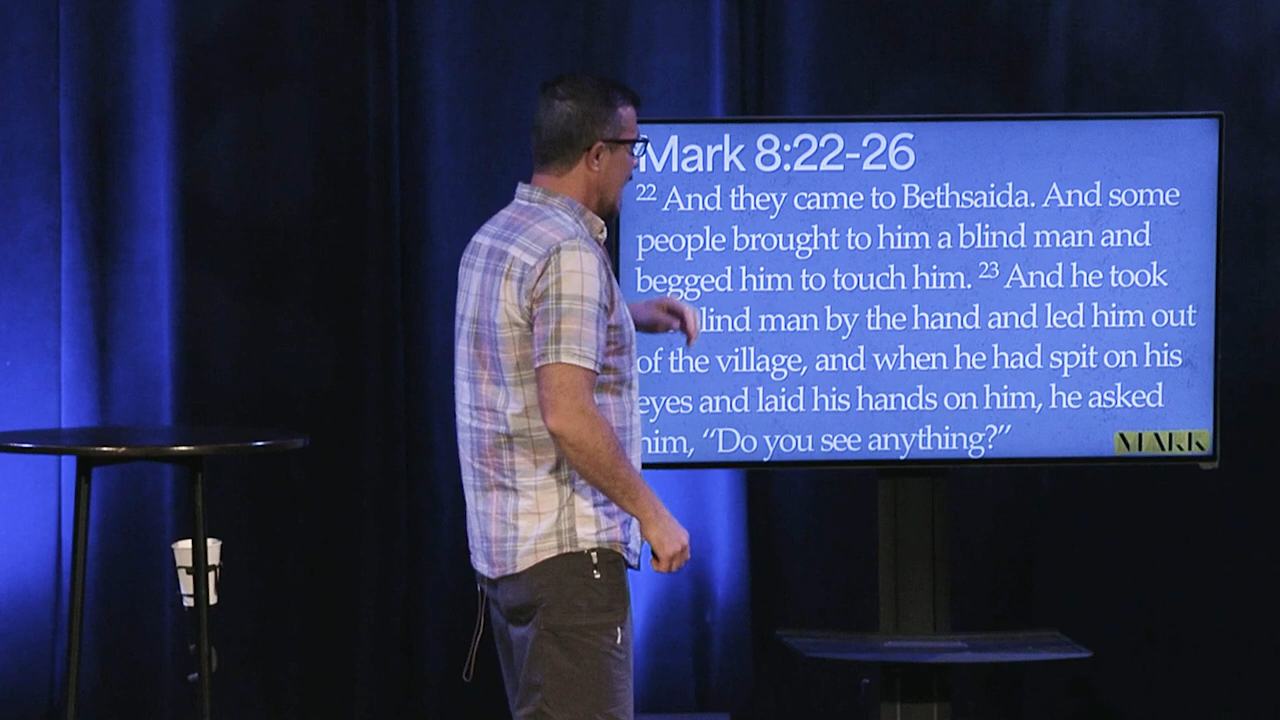 Mark 8:22-26
22 And they came to Bethsaida. And some
people brought to him a blind man and
begged him to touch him. 23 And he took
lind man by the hand and led him out
of the village, and when he had spit on his
eyes and laid his hands on him, he asked
him, “Do you see anything?”
MARK